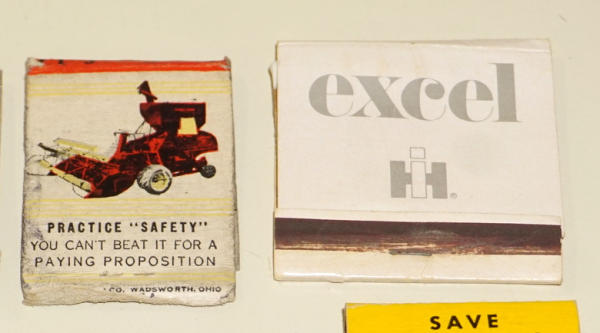 PRACTICE "SAFETY"
YOU CAN'T BEAT IT FOR A
PAYING PROPOSITION
CO. WADSWORTH, OHIO
excel
IH®
SAVE